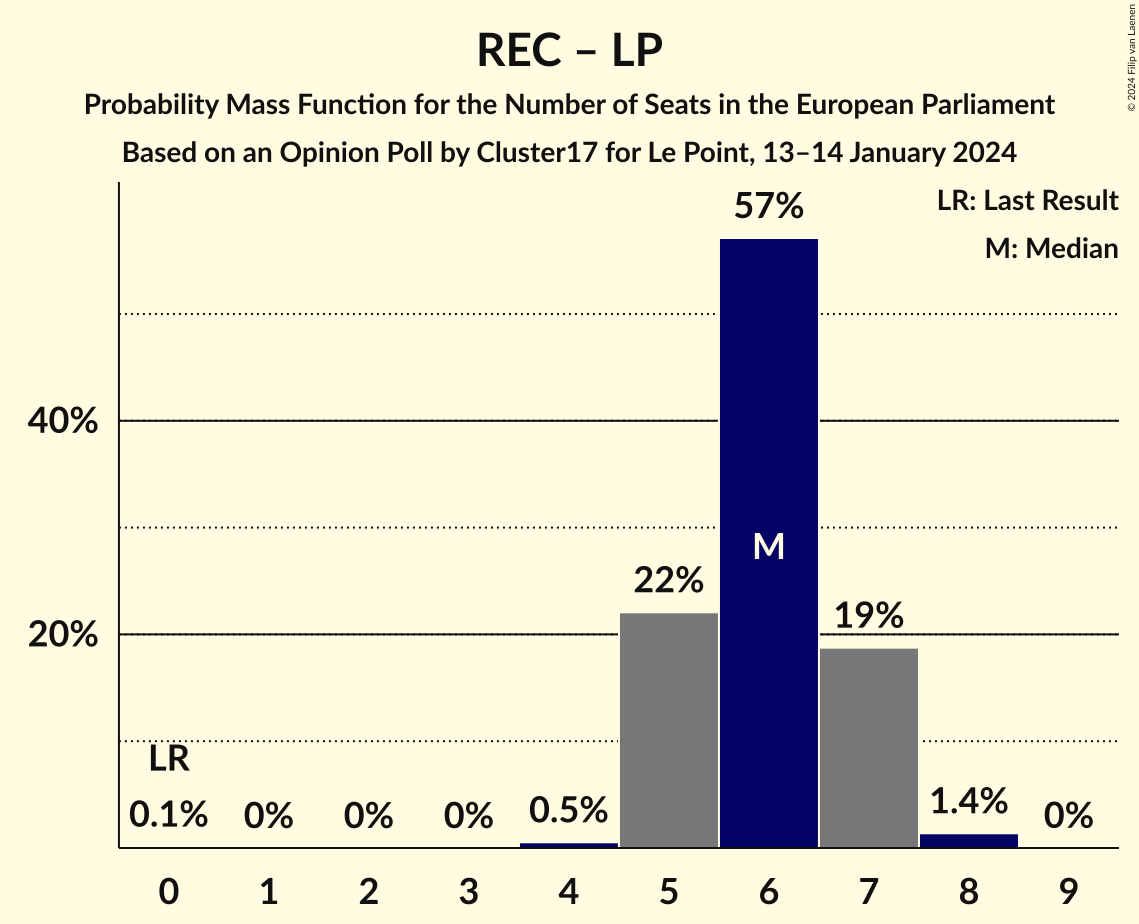 REC – LP
Probability Mass Function for the Number of Seats in the European Parliament
Based on an Opinion Poll by Cluster17 for Le Point, 13–14 January 2024
© 2024 Filip van Laenen
LR: Last Result
M: Median
57%
40%
M
22%
19%
20%
LR
0.1% 0% 0% 0% 0.5% 1.4% 0%
0 1 2 3 4 5 6 7 8 9